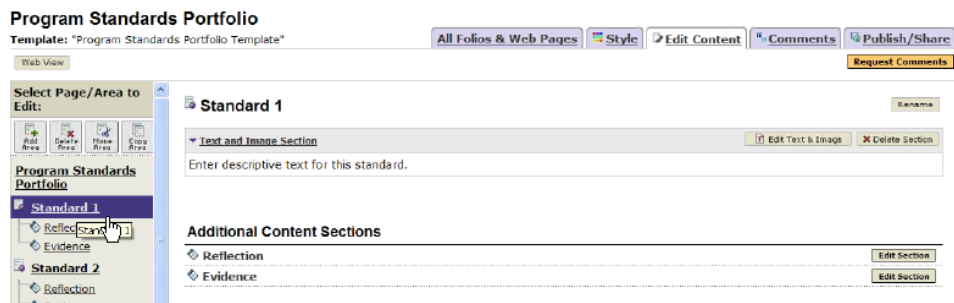 Program Standards Portfolio
Template: "Program Standards Portfolio Template"
All Folios & Web Pages
Style
Edit Content
Comments
Publish/Share
Web View
Request Comments
Select Page/Area to
Edit:
Add
Area
Delete
Area
Move
Area
Copy
Area
Program Standards
Portfolio
Standard 1
Reflec
Stan 1
Evidence
Standard 2
Reflection
Standard 1
Rename
Text and Image Section
Edit Text & Image
Delete Section
Enter descriptive text for this standard.
Additional Content Sections
Reflection
Edit Section
Evidence
Edit Section